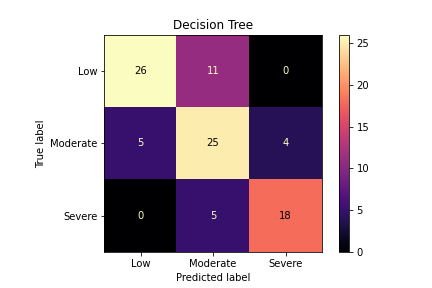 Decision Tree
Low 26 11 0
Moderate 5 25 4
Severe 0 5 18
Low Moderate Severe
Predicted label
True label
25
20
15
10
5
0